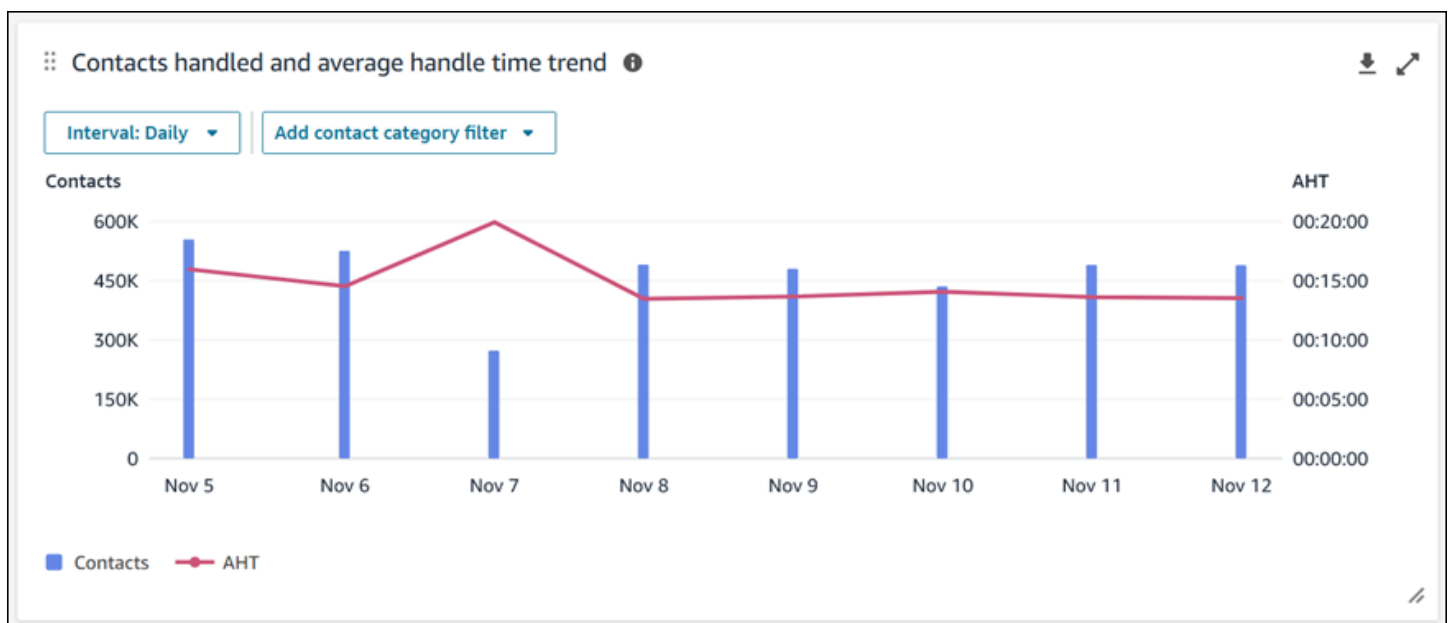 Contacts handled and average handle time trend
Interval: Daily
Add contact category filter
Contacts
AHT
600K
00:20:00
450K
00:15:00
300K
00:10:00
150K
00:05:00
0
00:00:00
Nov 5
Nov 6
Nov 7
Nov 8
Nov 9
Nov 10
Nov 11
Nov 12
Contacts
AHT